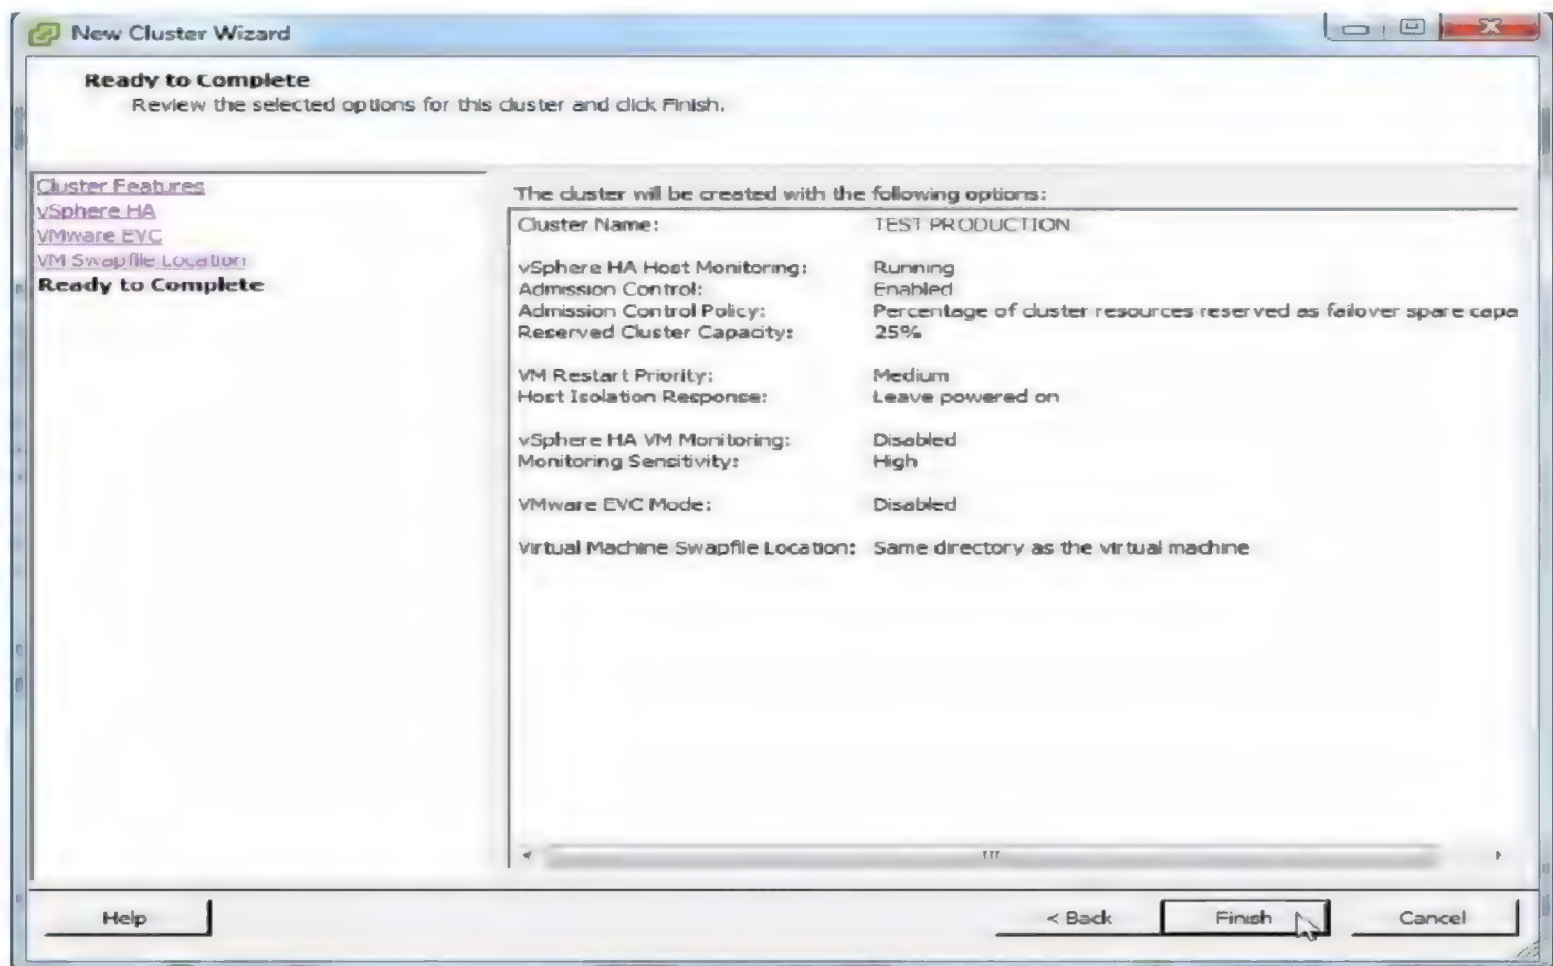 New Cluster Wizard
Ready to Complete
Review the selected options for this cluster and click Finish.
Cluster Features
vSphere HA
VMware EVC
VM Swapfile Location
Ready to Complete
The cluster will be created with the following options:
Cluster Name: TEST PRODUCTION
vSphere HA Host Monitoring: Running
Admission Control: Enabled
Admission Control Policy: Percentage of cluster resources reserved as failover spare capa
Reserved Cluster Capacity: 25%
VM Restart Priority: Medium
Host Isolation Response: Leave powered on
vSphere HA VM Monitoring: Disabled
Monitoring Sensitivity: High
VMware EVC Mode: Disabled
Virtual Machine Swapfile Location: Same directory as the virtual machine
Help < Back Finish Cancel